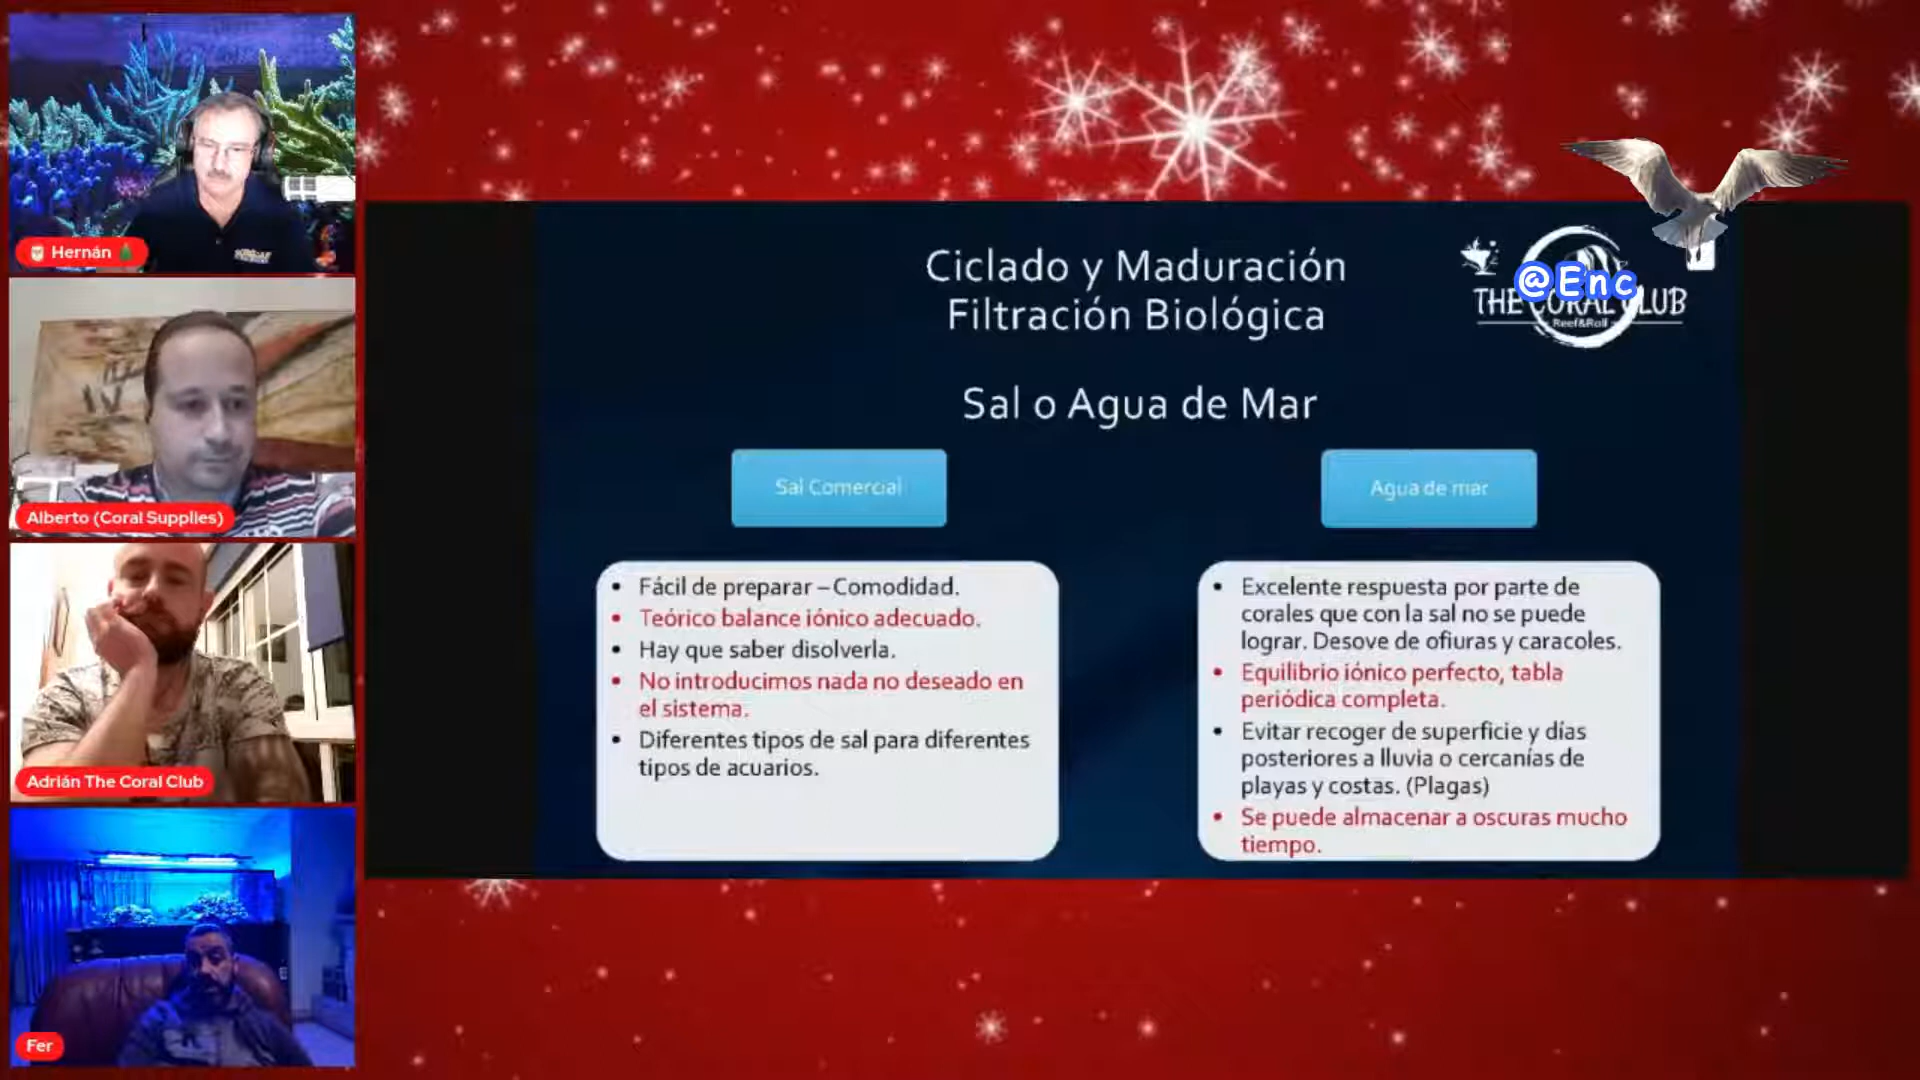 Hernán
Alberto (Coral Supplies)
Adrián The Coral Club
Fer
Ciclado y Maduración
Filtración Biológica
@Enc
THE CORAL CLUB
Reef&Roll
Sal o Agua de Mar
Sal Comercial
• Fácil de preparar – Comodidad.
• Teórico balance iónico adecuado.
• Hay que saber disolverla.
• No introducimos nada no deseado en
el sistema.
• Diferentes tipos de sal para diferentes
tipos de acuarios.
Agua de mar
• Excelente respuesta por parte de
corales que con la sal no se puede
lograr. Desove de ofiuras y caracoles.
• Equilibrio iónico perfecto, tabla
periódica completa.
• Evitar recoger de superficie y días
posteriores a lluvia o cercanías de
playas y costas. (Plagas)
• Se puede almacenar a oscuras mucho
tiempo.